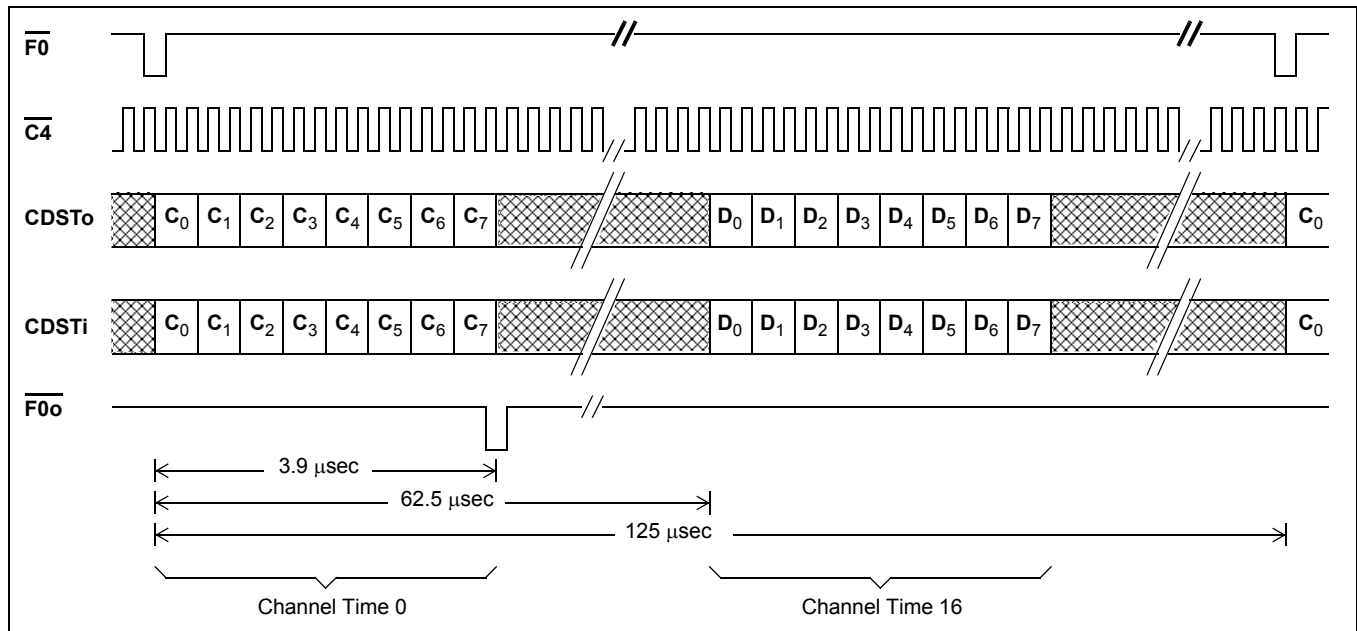 F0
C4
CDSTo C0 C1 C2 C3 C4 C5 C6 C7 D0 D1 D2 D3 D4 D5 D6 D7 C0
CDSTi C0 C1 C2 C3 C4 C5 C6 C7 D0 D1 D2 D3 D4 D5 D6 D7 C0
F0o
3.9 μsec
62.5 μsec
125 μsec
Channel Time 0 Channel Time 16